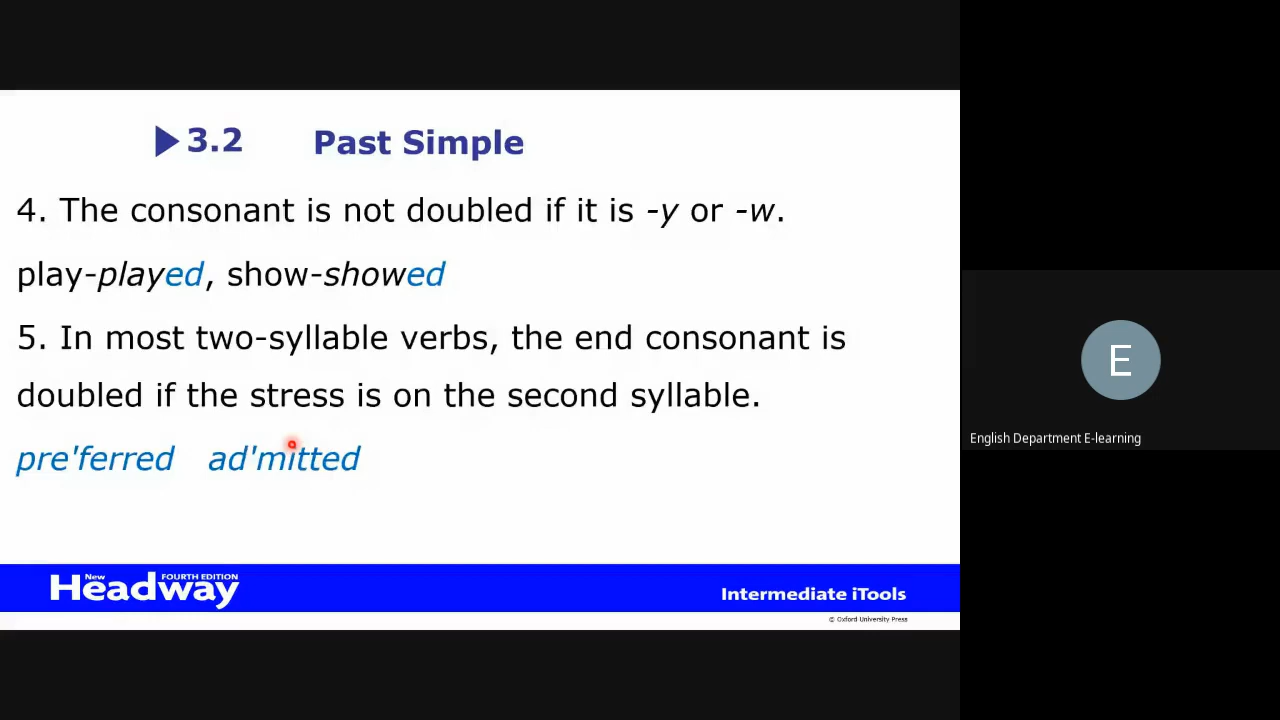 3.2 Past Simple
4. The consonant is not doubled if it is -y or -w.
play-played, show-showed
5. In most two-syllable verbs, the end consonant is
doubled if the stress is on the second syllable.
pre'ferred ad'mitted
New Headway FOURTH EDITION
Intermediate iTools
© Oxford University Press
E
English Department E-learning